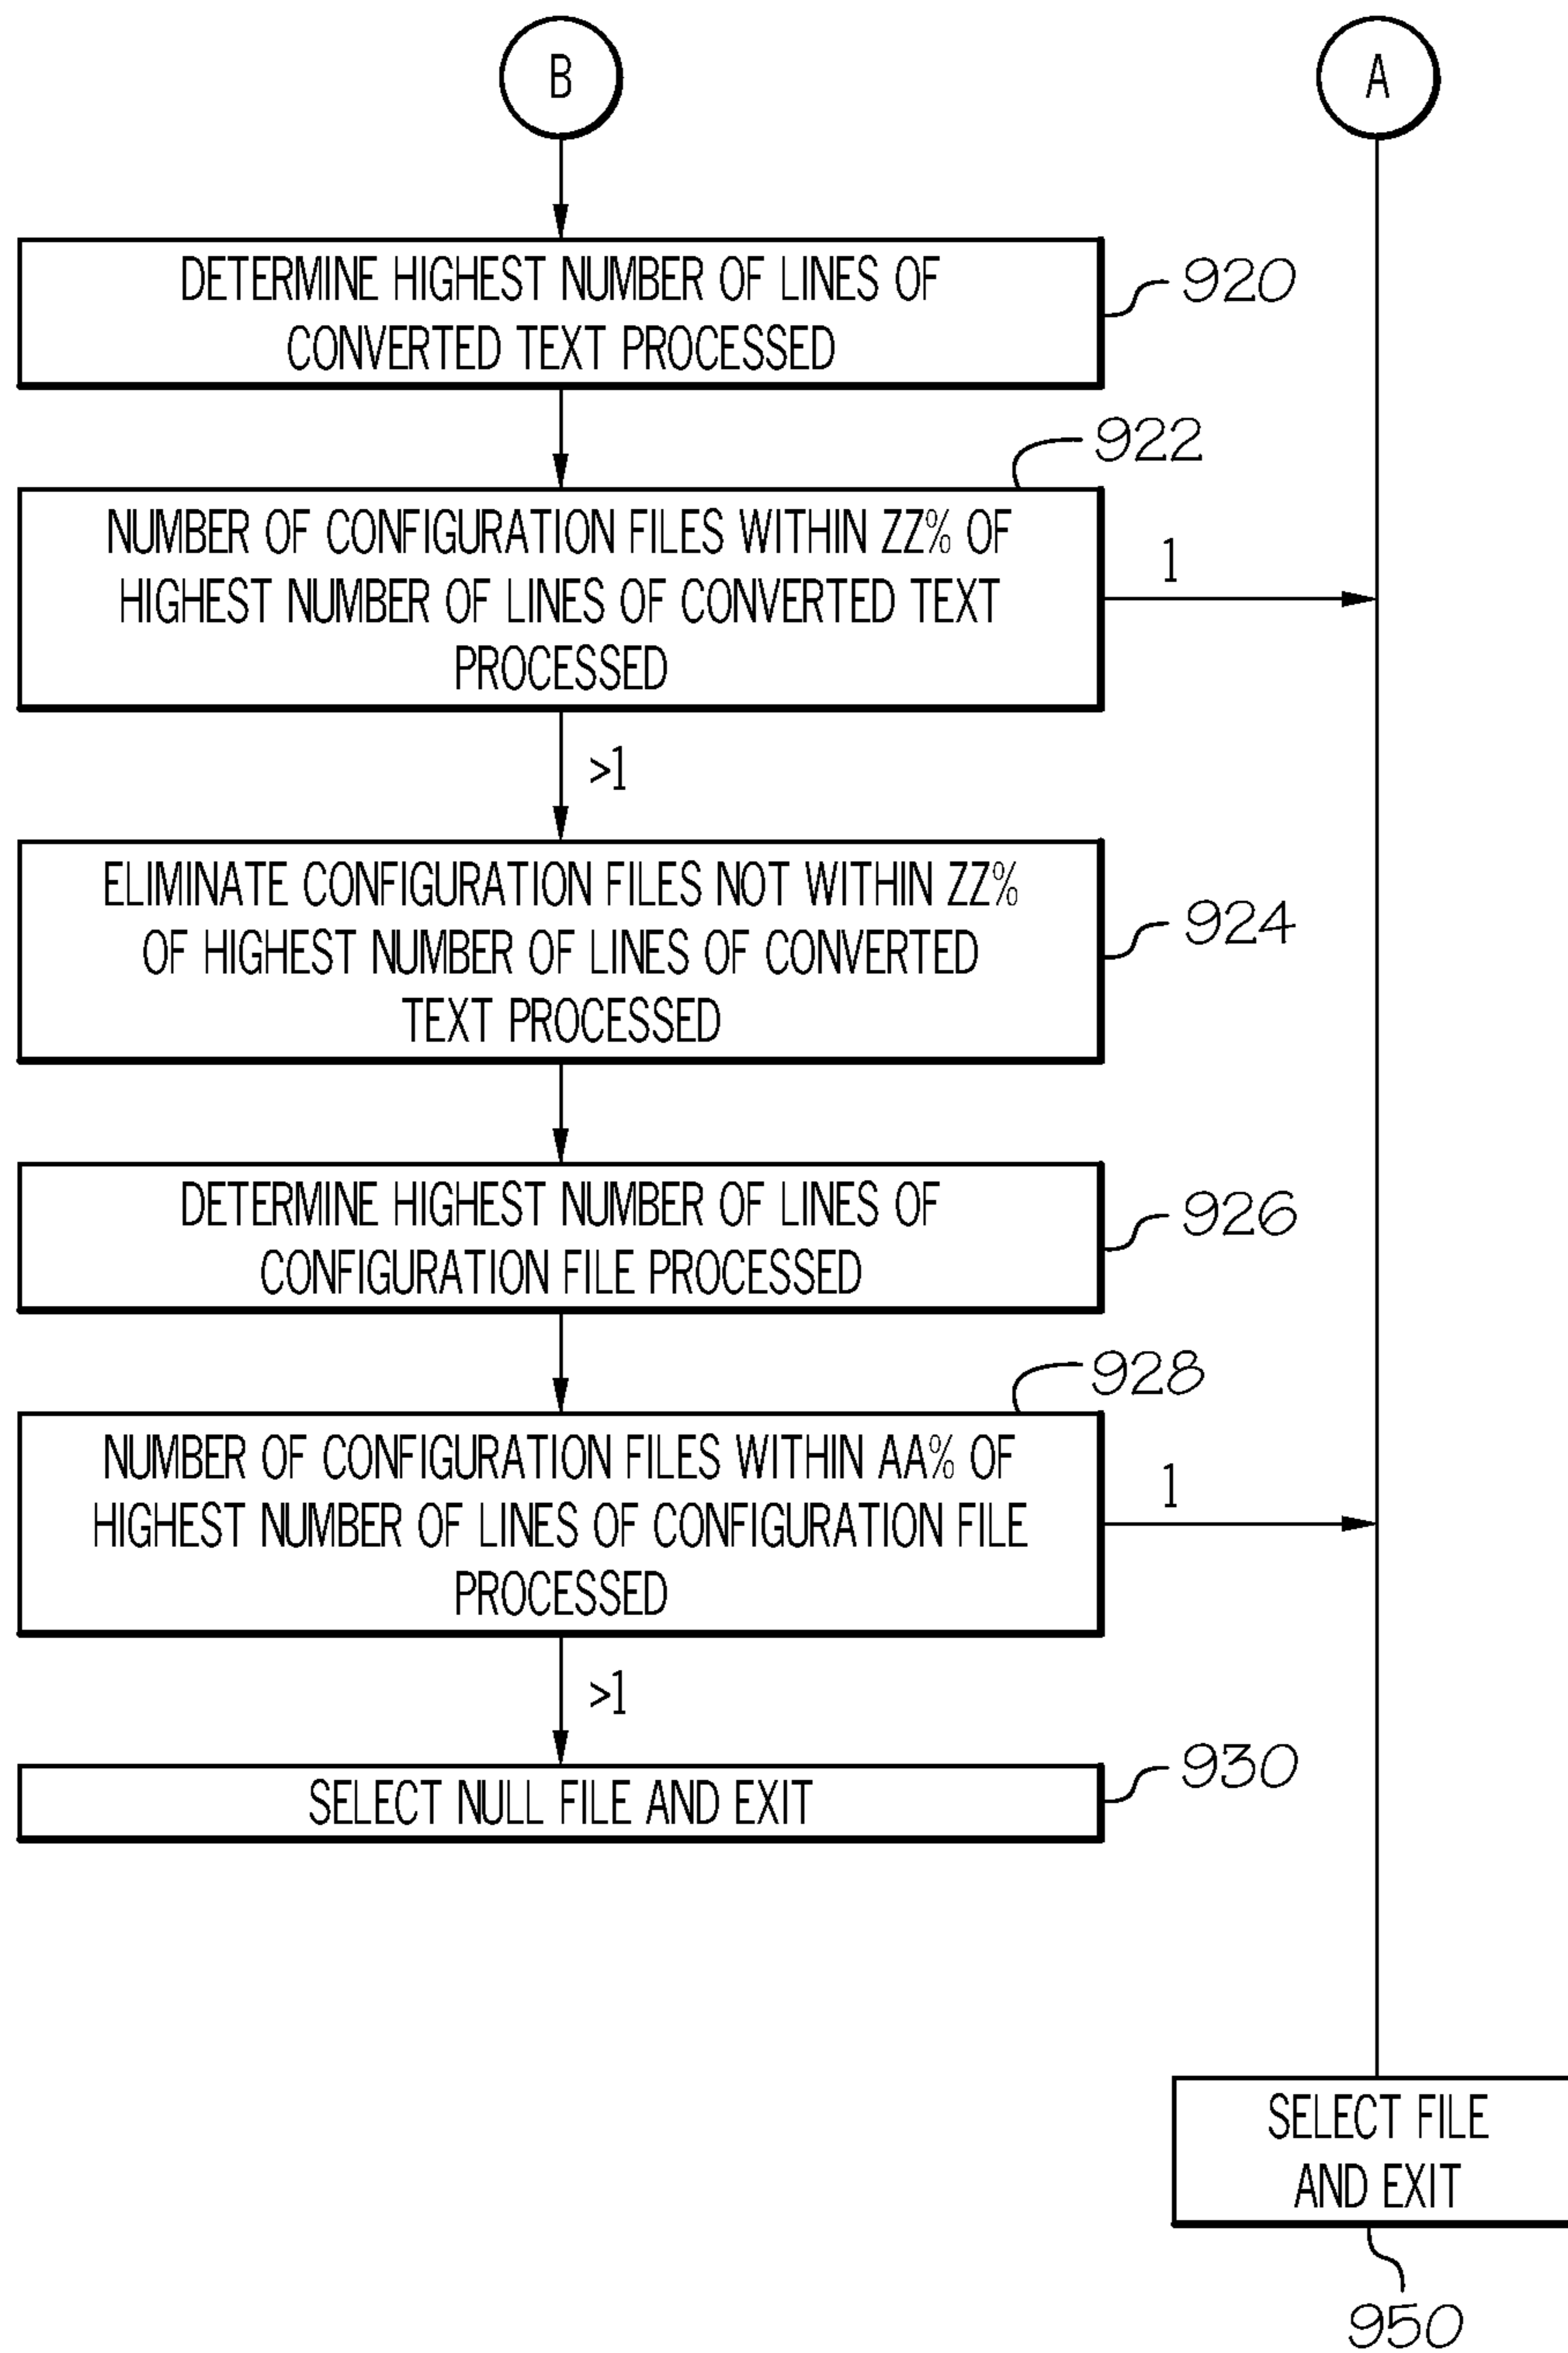 B
A
DETERMINE HIGHEST NUMBER OF LINES OF
CONVERTED TEXT PROCESSED
920
922
NUMBER OF CONFIGURATION FILES WITHIN ZZ% OF
HIGHEST NUMBER OF LINES OF CONVERTED TEXT
PROCESSED
1
>1
ELIMINATE CONFIGURATION FILES NOT WITHIN ZZ%
OF HIGHEST NUMBER OF LINES OF CONVERTED
TEXT PROCESSED
924
DETERMINE HIGHEST NUMBER OF LINES OF
CONFIGURATION FILE PROCESSED
926
928
NUMBER OF CONFIGURATION FILES WITHIN AA% OF
HIGHEST NUMBER OF LINES OF CONFIGURATION FILE
PROCESSED
1
>1
SELECT NULL FILE AND EXIT
930
SELECT FILE
AND EXIT
950